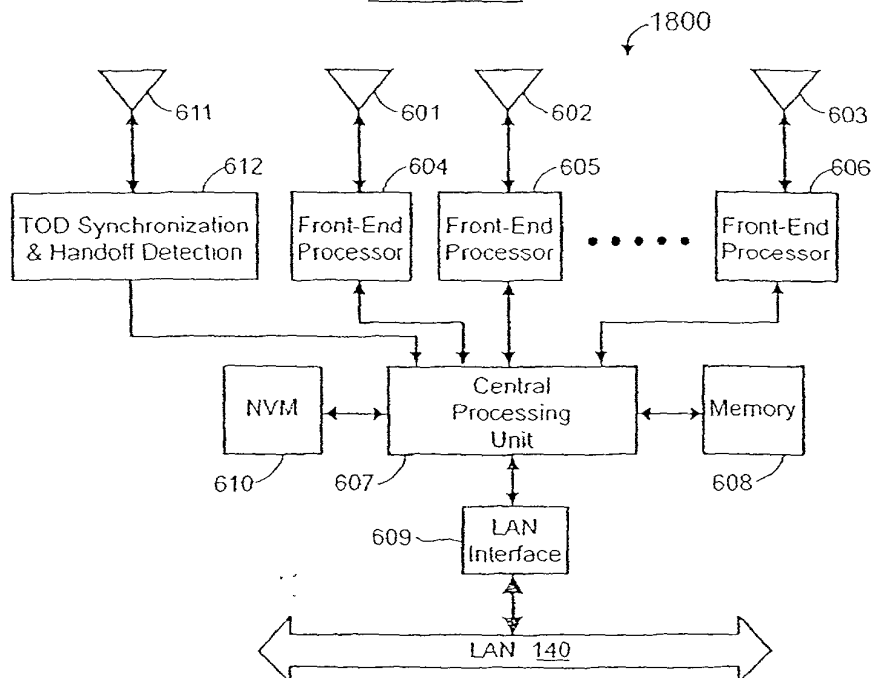 1800
611
601
602
603
612
604
605
606
TOD Synchronization
& Handoff Detection
Front-End
Processor
Front-End
Processor
Front-End
Processor
NVM
Central
Processing
Unit
Memory
610
607
608
609
LAN
Interface
LAN 140